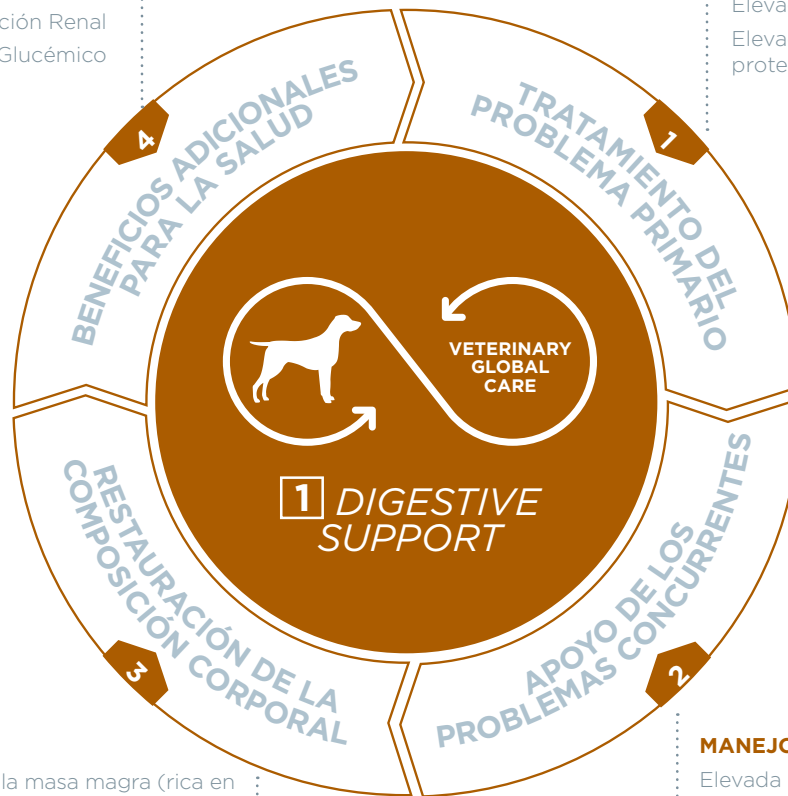 ción Renal
Glucémico
Eleva
Eleva
prote
4
BENEFICIOS ADICIONALES
PARA LA SALUD
1
TRATAMIENTO DEL
PROBLEMA PRIMARIO
VETERINARY
GLOBAL
CARE
1 DIGESTIVE
SUPPORT
3
RESTAURACIÓN DE LA
COMPOSICIÓN CORPORAL
2
APOYO DE LOS
PROBLEMAS CONCURRENTES
la masa magra (rica en
MANEJO
Elevada